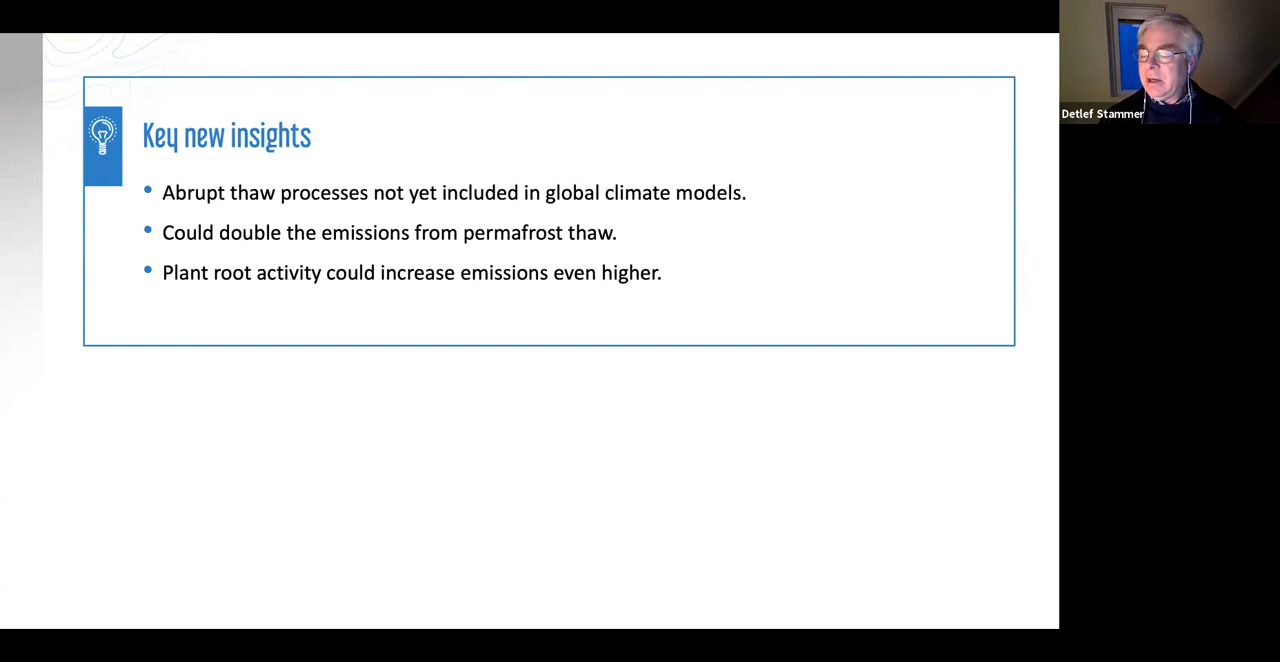 Key new insights
Abrupt thaw processes not yet included in global climate models.
Could double the emissions from permafrost thaw.
Plant root activity could increase emissions even higher.
Detlef Stammer